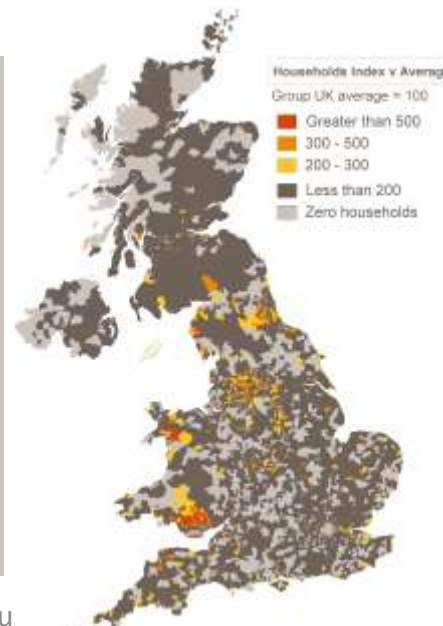 Households Index v Averag
Group UK average = 100
Greater than 500
300 - 500
200 - 300
Less than 200
Zero households
u